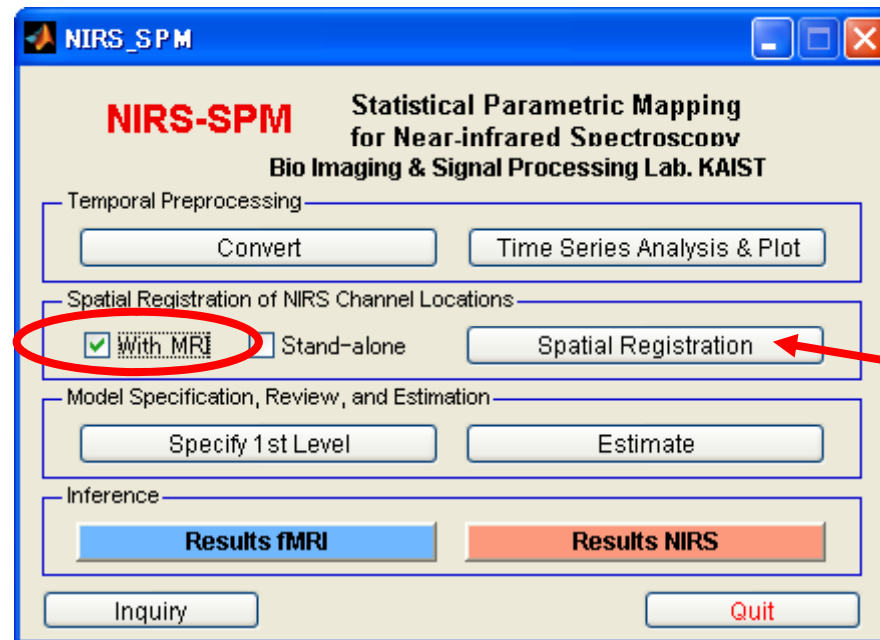 NIRS_SPM
NIRS-SPM
Statistical Parametric Mapping
for Near-infrared Spectroscopy
Bio Imaging & Signal Processing Lab. KAIST
Temporal Preprocessing
Convert
Time Series Analysis & Plot
Spatial Registration of NIRS Channel Locations
With MRI
Stand-alone
Spatial Registration
Model Specification, Review, and Estimation
Specify 1st Level
Estimate
Inference
Results fMRI
Results NIRS
Inquiry
Quit